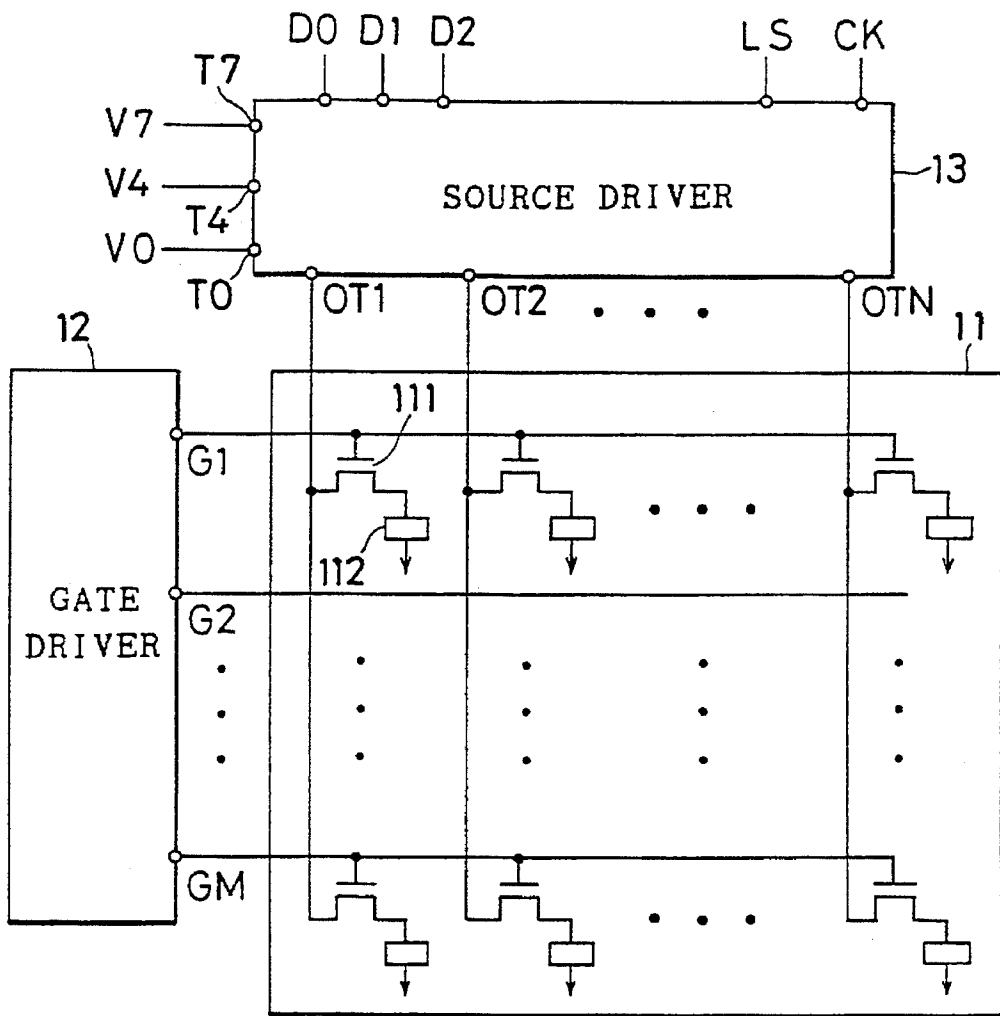 D0 D1 D2 LS CK
T7
V7
V4
T4
V0
T0
SOURCE DRIVER
13
OT1 OT2 OTN
12
11
111
G1
112
GATE
DRIVER
G2
GM